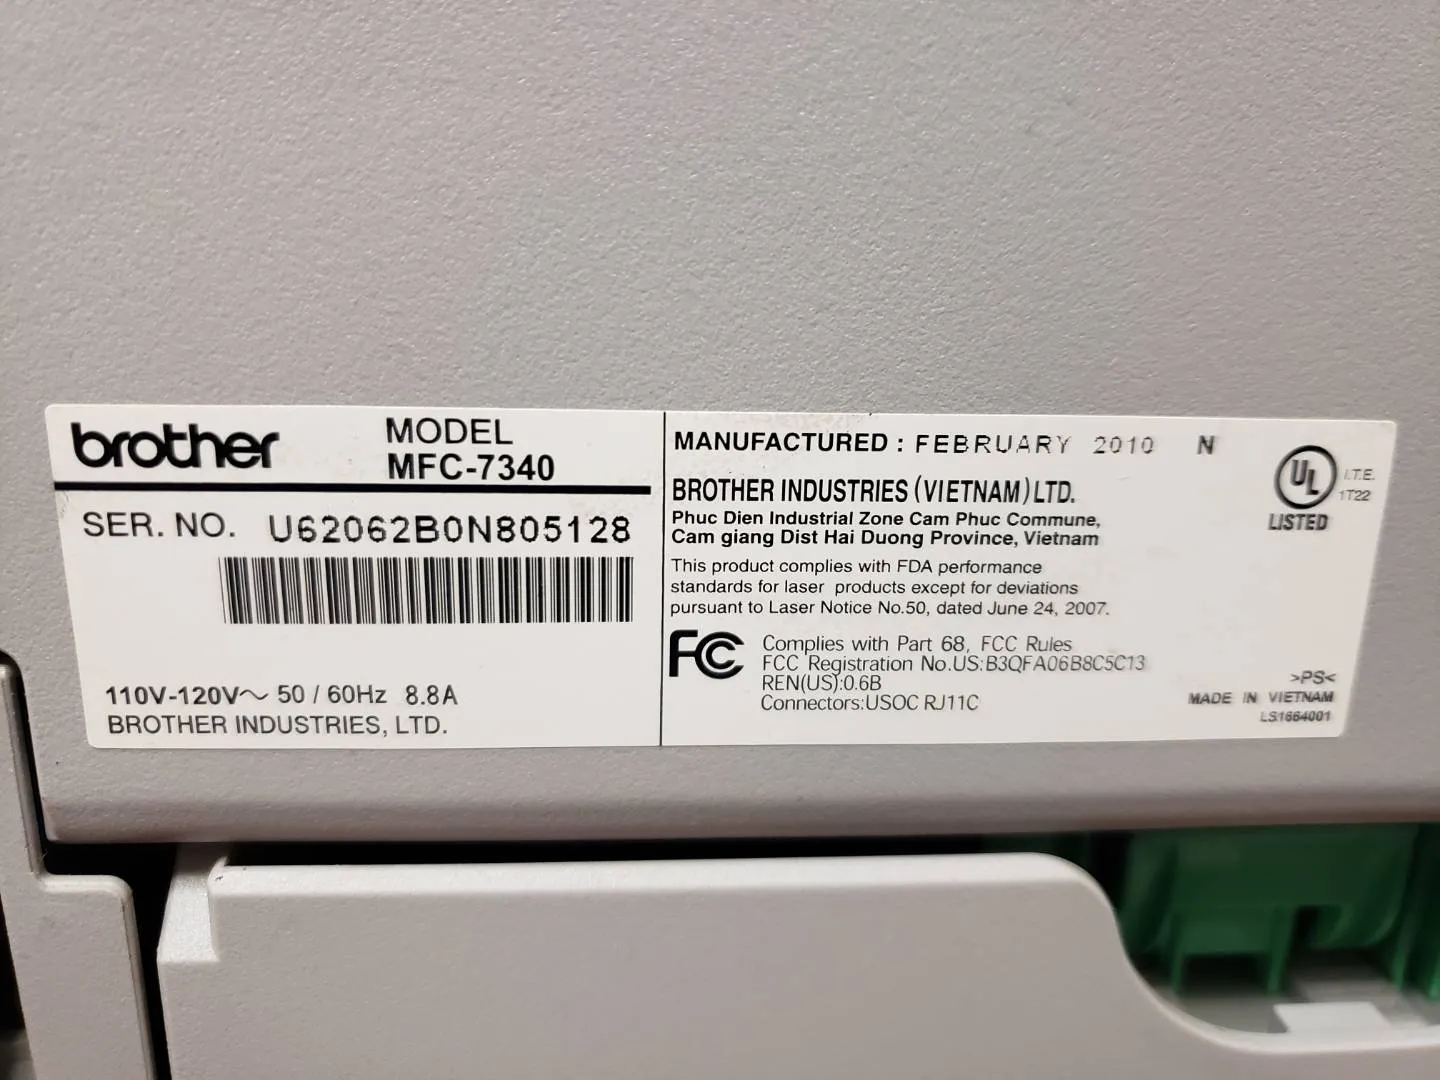 brother
MODEL
MFC-7340
SER. NO. U62062B0N805128
110V-120V~ 50 / 60Hz 8.8A
BROTHER INDUSTRIES, LTD.
MANUFACTURED : FEBRUARY 2010 N
BROTHER INDUSTRIES (VIETNAM) LTD.
Phuc Dien Industrial Zone Cam Phuc Commune,
Cam giang Dist Hai Duong Province, Vietnam
This product complies with FDA performance
standards for laser products except for deviations
pursuant to Laser Notice No.50, dated June 24, 2007.
FC Complies with Part 68, FCC Rules
FCC Registration No.US:B3QFA06B8C5C13
REN(US):0.6B
Connectors:USOC RJ11C
UL I.T.E.
1T22
LISTED
>PS<
MADE IN VIETNAM
LS1664001